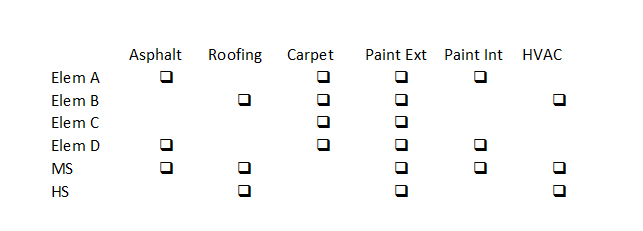 Asphalt Roofing Carpet Paint Ext Paint Int HVAC
Elem A ❑ ❑ ❑ ❑
Elem B ❑ ❑ ❑ ❑
Elem C ❑ ❑
Elem D ❑ ❑ ❑ ❑
MS ❑ ❑ ❑ ❑ ❑
HS ❑ ❑ ❑